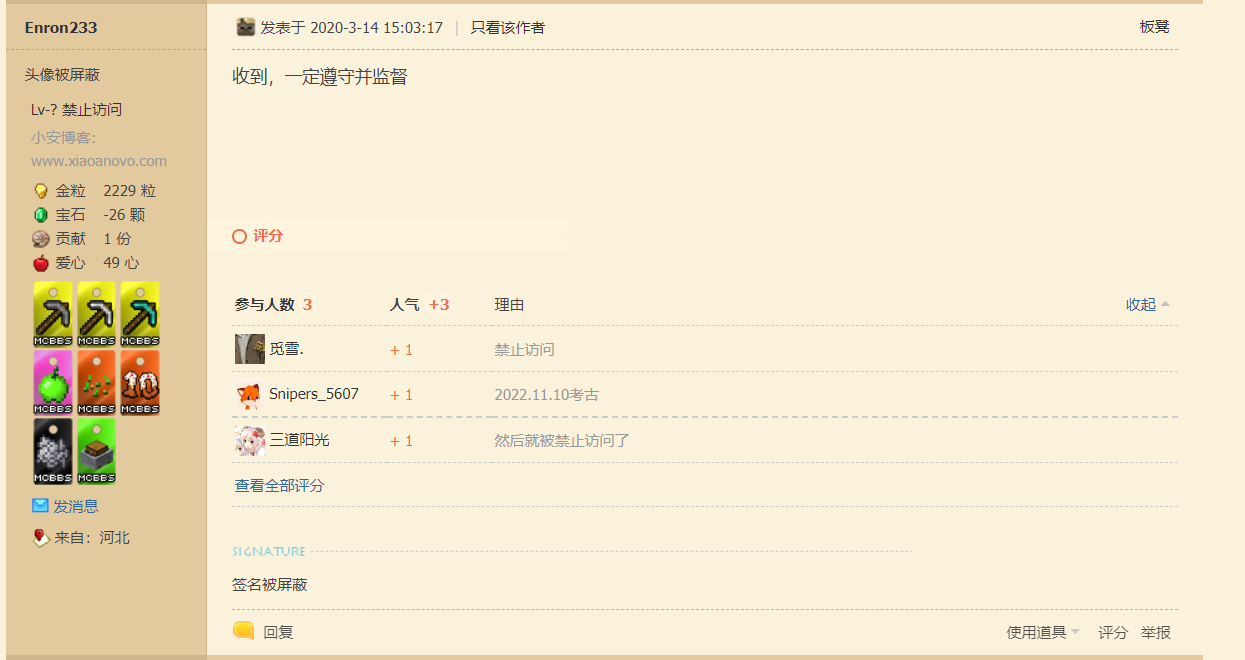 Enron233
头像被屏蔽
Lv-? 禁止访问
小安博客:
www.xiaoanovo.com
金粒 2229 粒
宝石 -26 颗
贡献 1 份
爱心 49 心
MCBBS MCBBS MCBBS
MCBBS MCBBS 10 MCBBS
MCBBS MCBBS
发消息
来自：河北
发表于 2020-3-14 15:03:17 | 只看该作者 板凳
收到，一定遵守并监督
评分
参与人数 3 人气 +3 理由 收起
觅雪. + 1 禁止访问
Snipers_5607 + 1 2022.11.10考古
三道阳光 + 1 然后就被禁止访问了
查看全部评分
SIGNATURE
签名被屏蔽
回复 使用道具 评分 举报